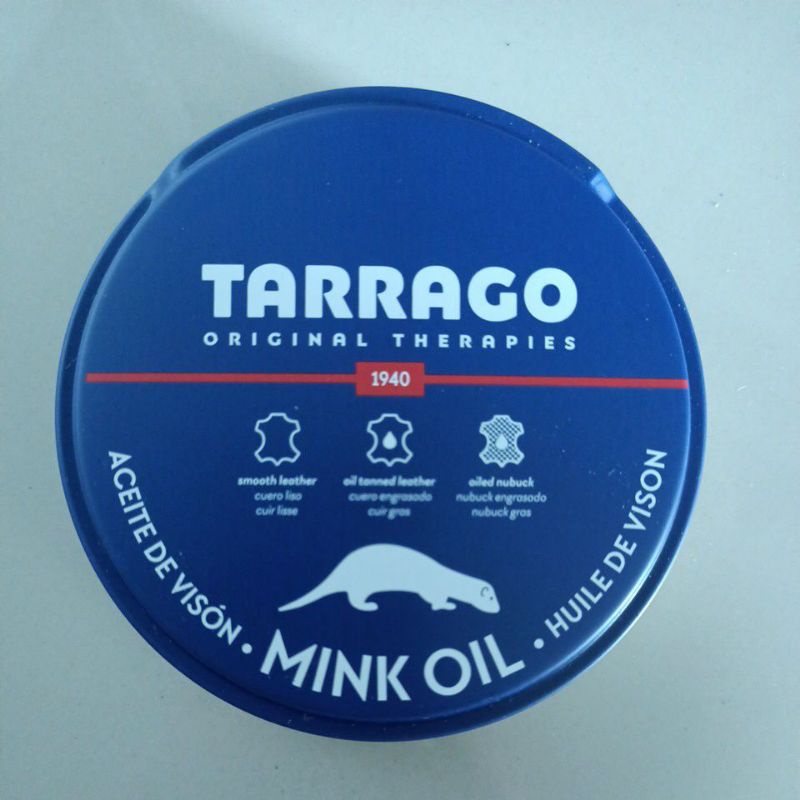 TARRAGO
ORIGINAL THERAPIES
1940
smooth leather
cuero liso
cuir lisse
oil tanned leather
cuero engrasado
cuir gras
oiled nubuck
nubuck engrasado
nubuck gras
ACEITE DE VISÓN • MINK OIL • HUILE DE VISON